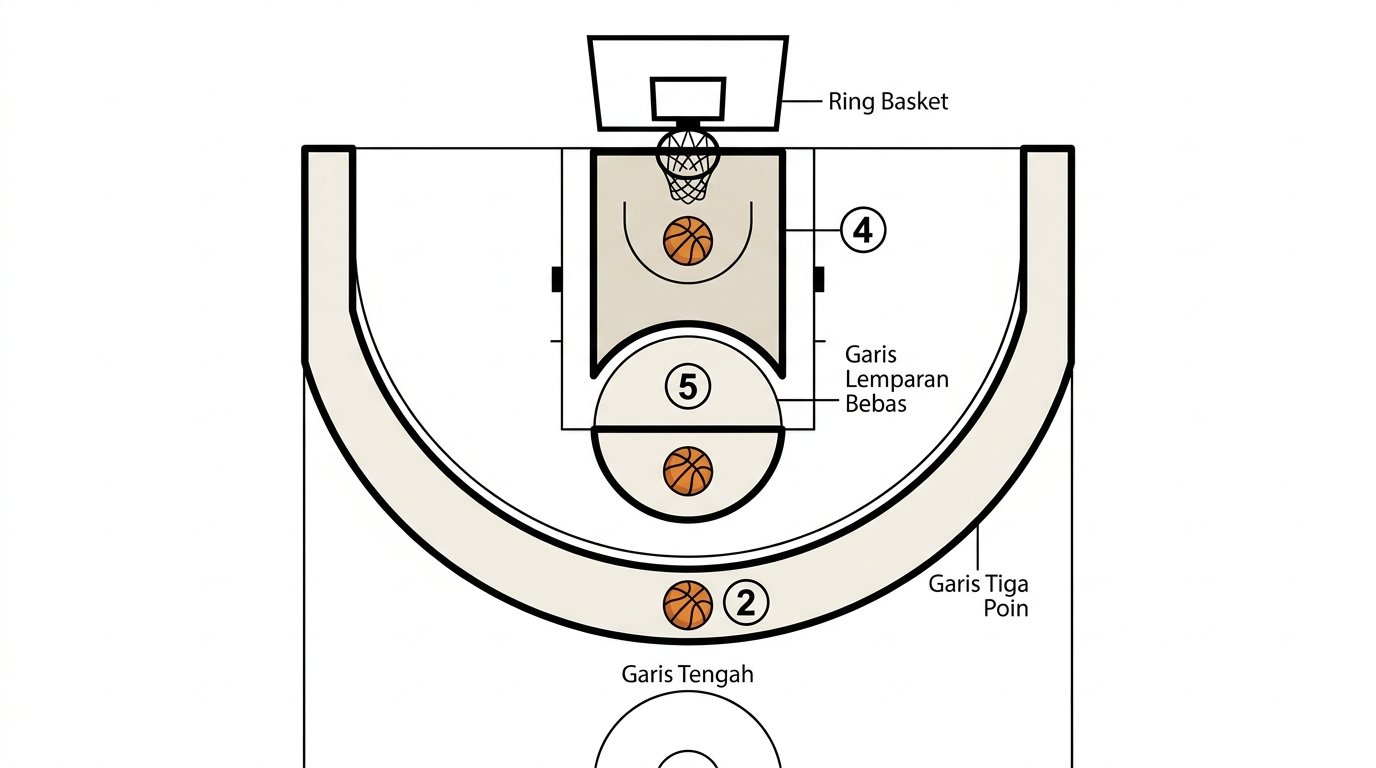 Ring Basket
4
Garis
Lemparan
Bebas
5
Garis Tiga
Poin
2
Garis Tengah